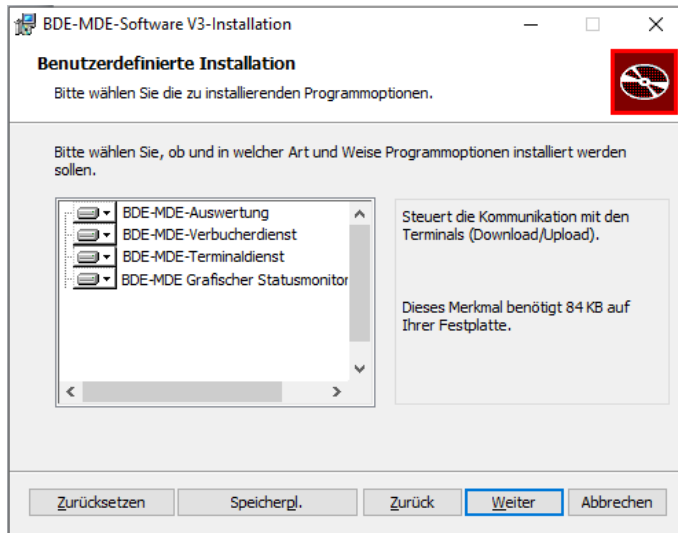 BDE-MDE-Software V3-Installation
Benutzerdefinierte Installation
Bitte wählen Sie die zu installierenden Programmoptionen.
Bitte wählen Sie, ob und in welcher Art und Weise Programmoptionen installiert werden
sollen.
BDE-MDE-Auswertung
BDE-MDE-Verbucherdienst
BDE-MDE-Terminaldienst
BDE-MDE Grafischer Statusmonitor
Steuert die Kommunikation mit den
Terminals (Download/Upload).
Dieses Merkmal benötigt 84 KB auf
Ihrer Festplatte.
Zurücksetzen
Speicherpl.
Zurück
Weiter
Abbrechen